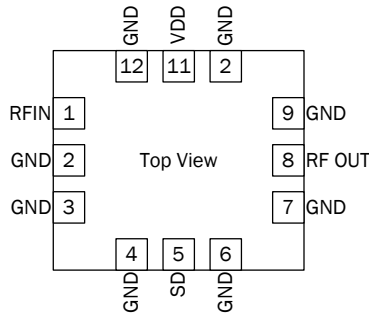 GND VDD GND
12 11 2
RFIN 1 9 GND
GND 2 Top View 8 RF OUT
GND 3 7 GND
4 5 6
GND SD GND